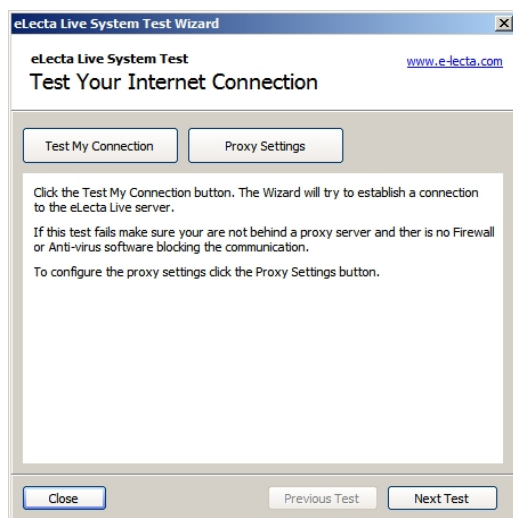 eLecta Live System Test Wizard
eLecta Live System Test
www.e-lecta.com
Test Your Internet Connection
Test My Connection
Proxy Settings
Click the Test My Connection button. The Wizard will try to establish a connection
to the eLecta Live server.
If this test fails make sure your are not behind a proxy server and ther is no Firewall
or Anti-virus software blocking the communication.
To configure the proxy settings click the Proxy Settings button.
Close
Previous Test
Next Test